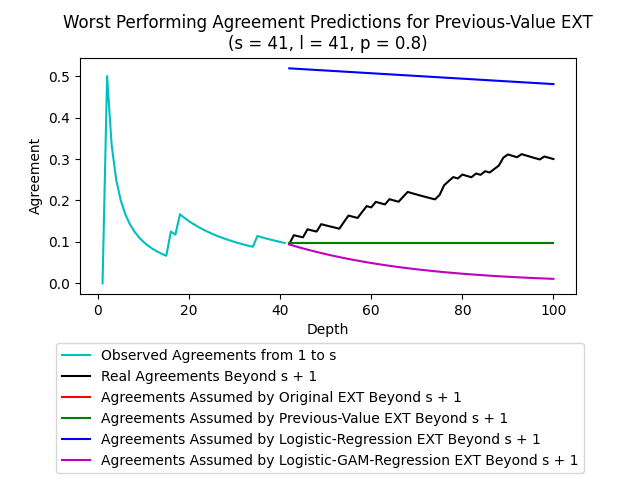 Worst Performing Agreement Predictions for Previous-Value EXT
(s = 41, l = 41, p = 0.8)
Agreement
0.5
0.4
0.3
0.2
0.1
0.0
0 20 40 60 80 100
Depth
Observed Agreements from 1 to s
Real Agreements Beyond s + 1
Agreements Assumed by Original EXT Beyond s + 1
Agreements Assumed by Previous-Value EXT Beyond s + 1
Agreements Assumed by Logistic-Regression EXT Beyond s + 1
Agreements Assumed by Logistic-GAM-Regression EXT Beyond s + 1